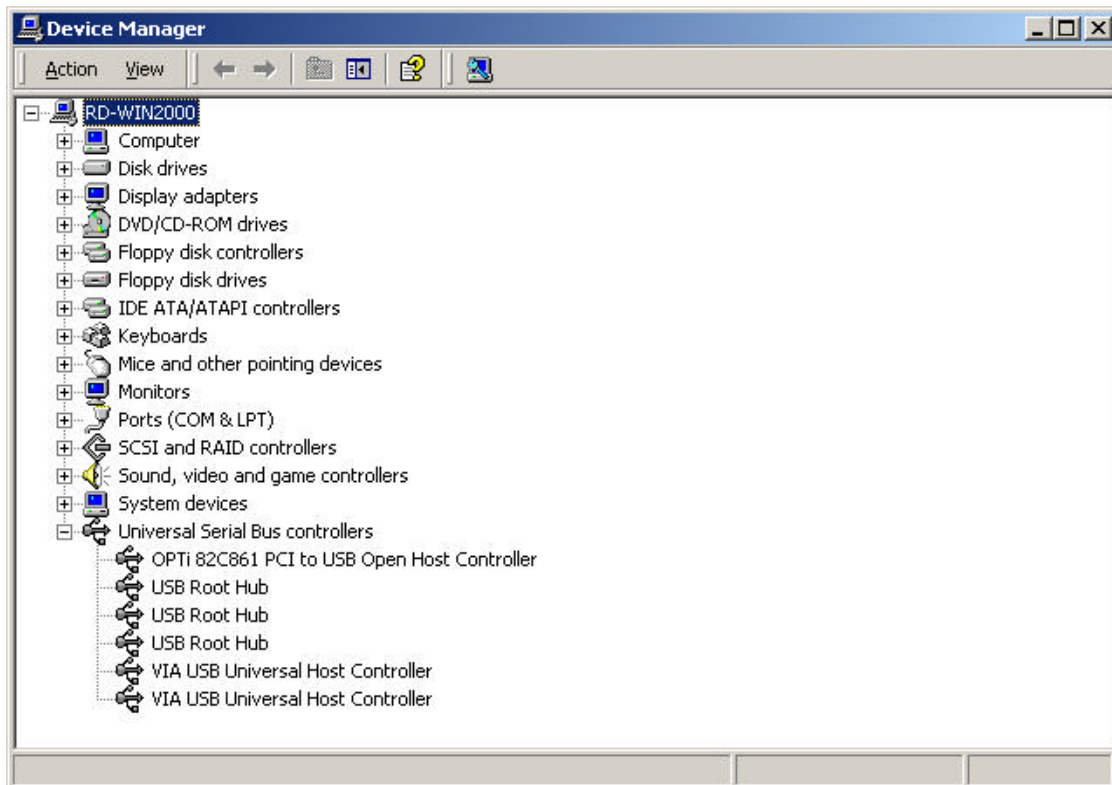 Device Manager
Action View
RD-WIN2000
Computer
Disk drives
Display adapters
DVD/CD-ROM drives
Floppy disk controllers
Floppy disk drives
IDE ATA/ATAPI controllers
Keyboards
Mice and other pointing devices
Monitors
Ports (COM & LPT)
SCSI and RAID controllers
Sound, video and game controllers
System devices
Universal Serial Bus controllers
OPTi 82C861 PCI to USB Open Host Controller
USB Root Hub
USB Root Hub
USB Root Hub
VIA USB Universal Host Controller
VIA USB Universal Host Controller